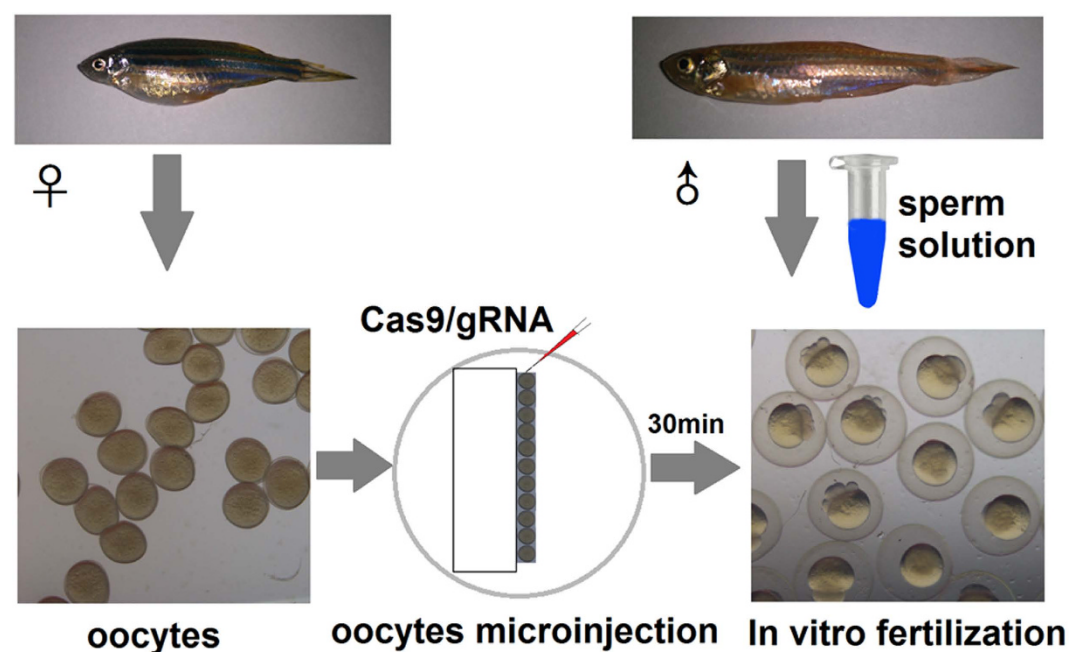 ♀
♂
sperm
solution
Cas9/gRNA
30min
oocytes
oocytes microinjection
In vitro fertilization